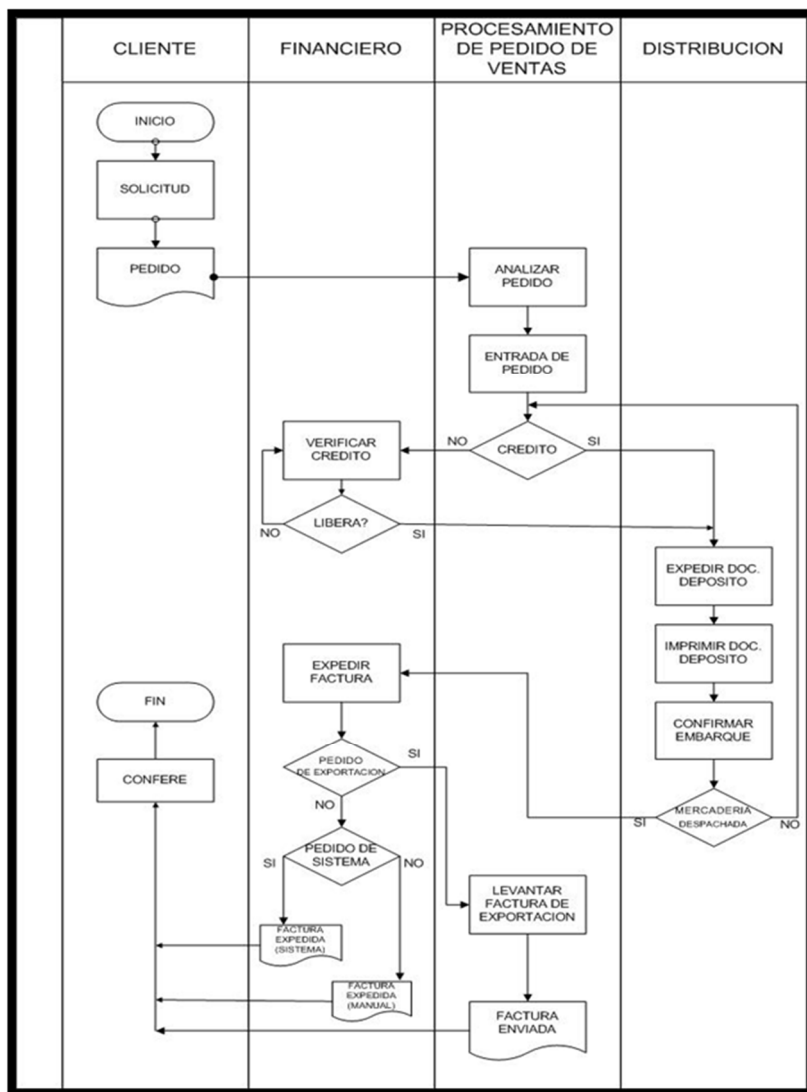 CLIENTE
FINANCIERO
PROCESAMIENTO
DE PEDIDO DE
VENTAS
DISTRIBUCION
INICIO
SOLICITUD
PEDIDO
ANALIZAR
PEDIDO
ENTRADA DE
PEDIDO
VERIFICAR
CREDITO
NO
CREDITO
SI
LIBERA?
NO
SI
EXPEDIR DOC.
DEPOSITO
IMPRIMIR DOC.
DEPOSITO
EXPEDIR
FACTURA
FIN
CONFIRMAR
EMBARQUE
CONFERE
PEDIDO
DE EXPORTACION
SI
NO
MERCADERIA
DESPACHADA
SI
NO
PEDIDO DE
SISTEMA
SI
NO
LEVANTAR
FACTURA DE
EXPORTACION
FACTURA
EXPEDIDA
(SISTEMA)
FACTURA
EXPEDIDA
(MANUAL)
FACTURA
ENVIADA